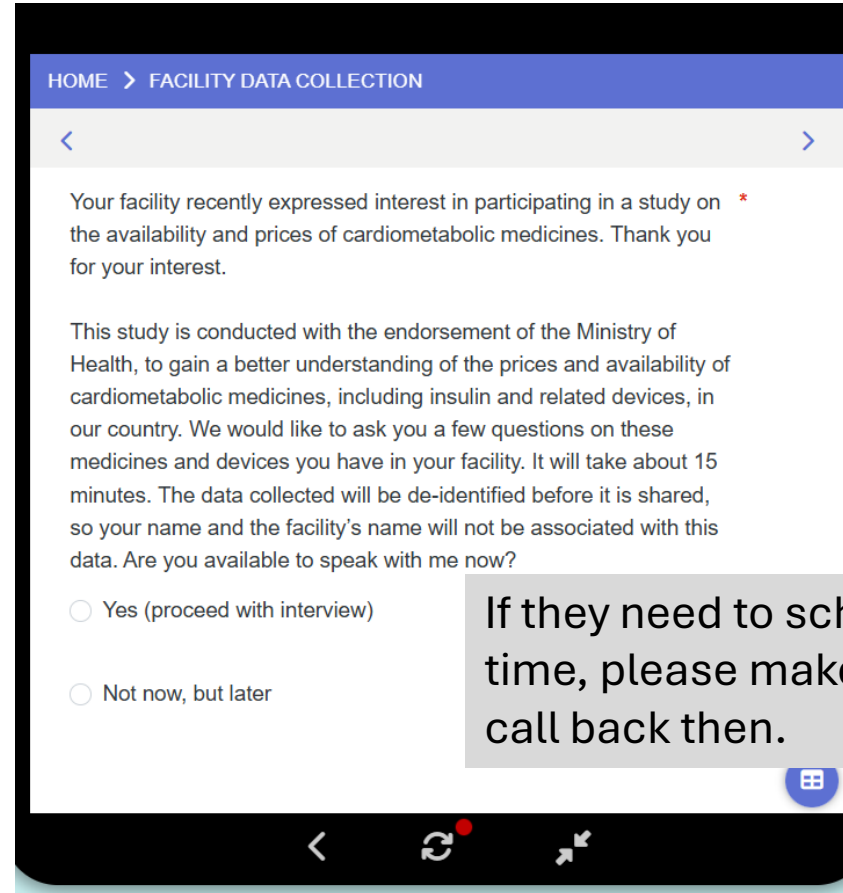 HOME > FACILITY DATA COLLECTION
Your facility recently expressed interest in participating in a study on *
the availability and prices of cardiometabolic medicines. Thank you
for your interest.
This study is conducted with the endorsement of the Ministry of
Health, to gain a better understanding of the prices and availability of
cardiometabolic medicines, including insulin and related devices, in
our country. We would like to ask you a few questions on these
medicines and devices you have in your facility. It will take about 15
minutes. The data collected will be de-identified before it is shared,
so your name and the facility’s name will not be associated with this
data. Are you available to speak with me now?
Yes (proceed with interview)
Not now, but later
If they need to
time, please
call back then.